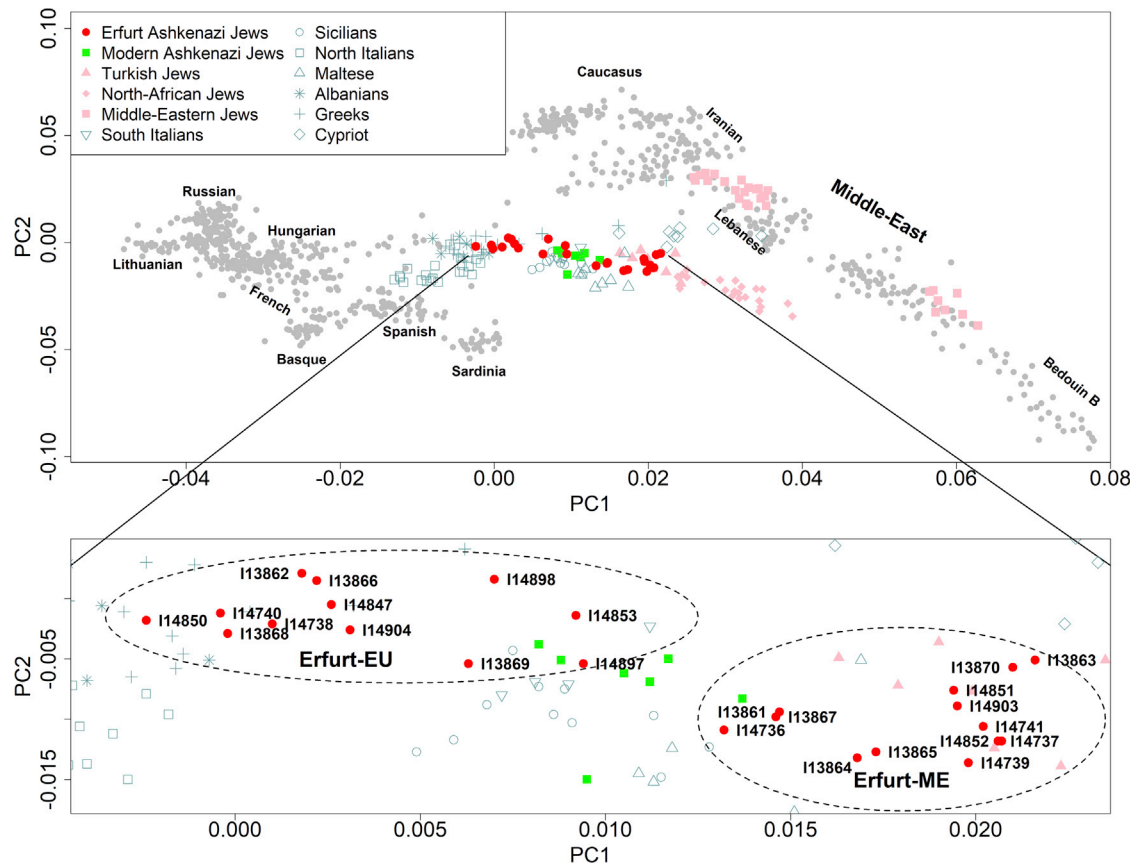 Erfurt Ashkenazi Jews
Modern Ashkenazi Jews
Turkish Jews
North-African Jews
Middle-Eastern Jews
South Italians
Sicilians
North Italians
Maltese
Albanians
Greeks
Cypriot
Caucasus
Iranian
Middle-East
Lebanese
Bedouin B
Russian
Hungarian
Lithuanian
French
Spanish
Basque
Sardinia
PC2
0.10
0.05
0.00
-0.05
-0.10
-0.04
-0.02
0.00
0.02
0.04
0.06
0.08
PC1
I13862
I13866
I14898
I14847
I14850
I14740
I14738
I14853
I13868
I14904
Erfurt-EU
I13869
I14897
I13863
I13870
I14851
I14903
I13861
I13867
I14736
I14741
I14852
I14737
I13865
I13864
I14739
Erfurt-ME
PC2
-0.005
-0.015
0.000
0.005
0.010
0.015
0.020
PC1